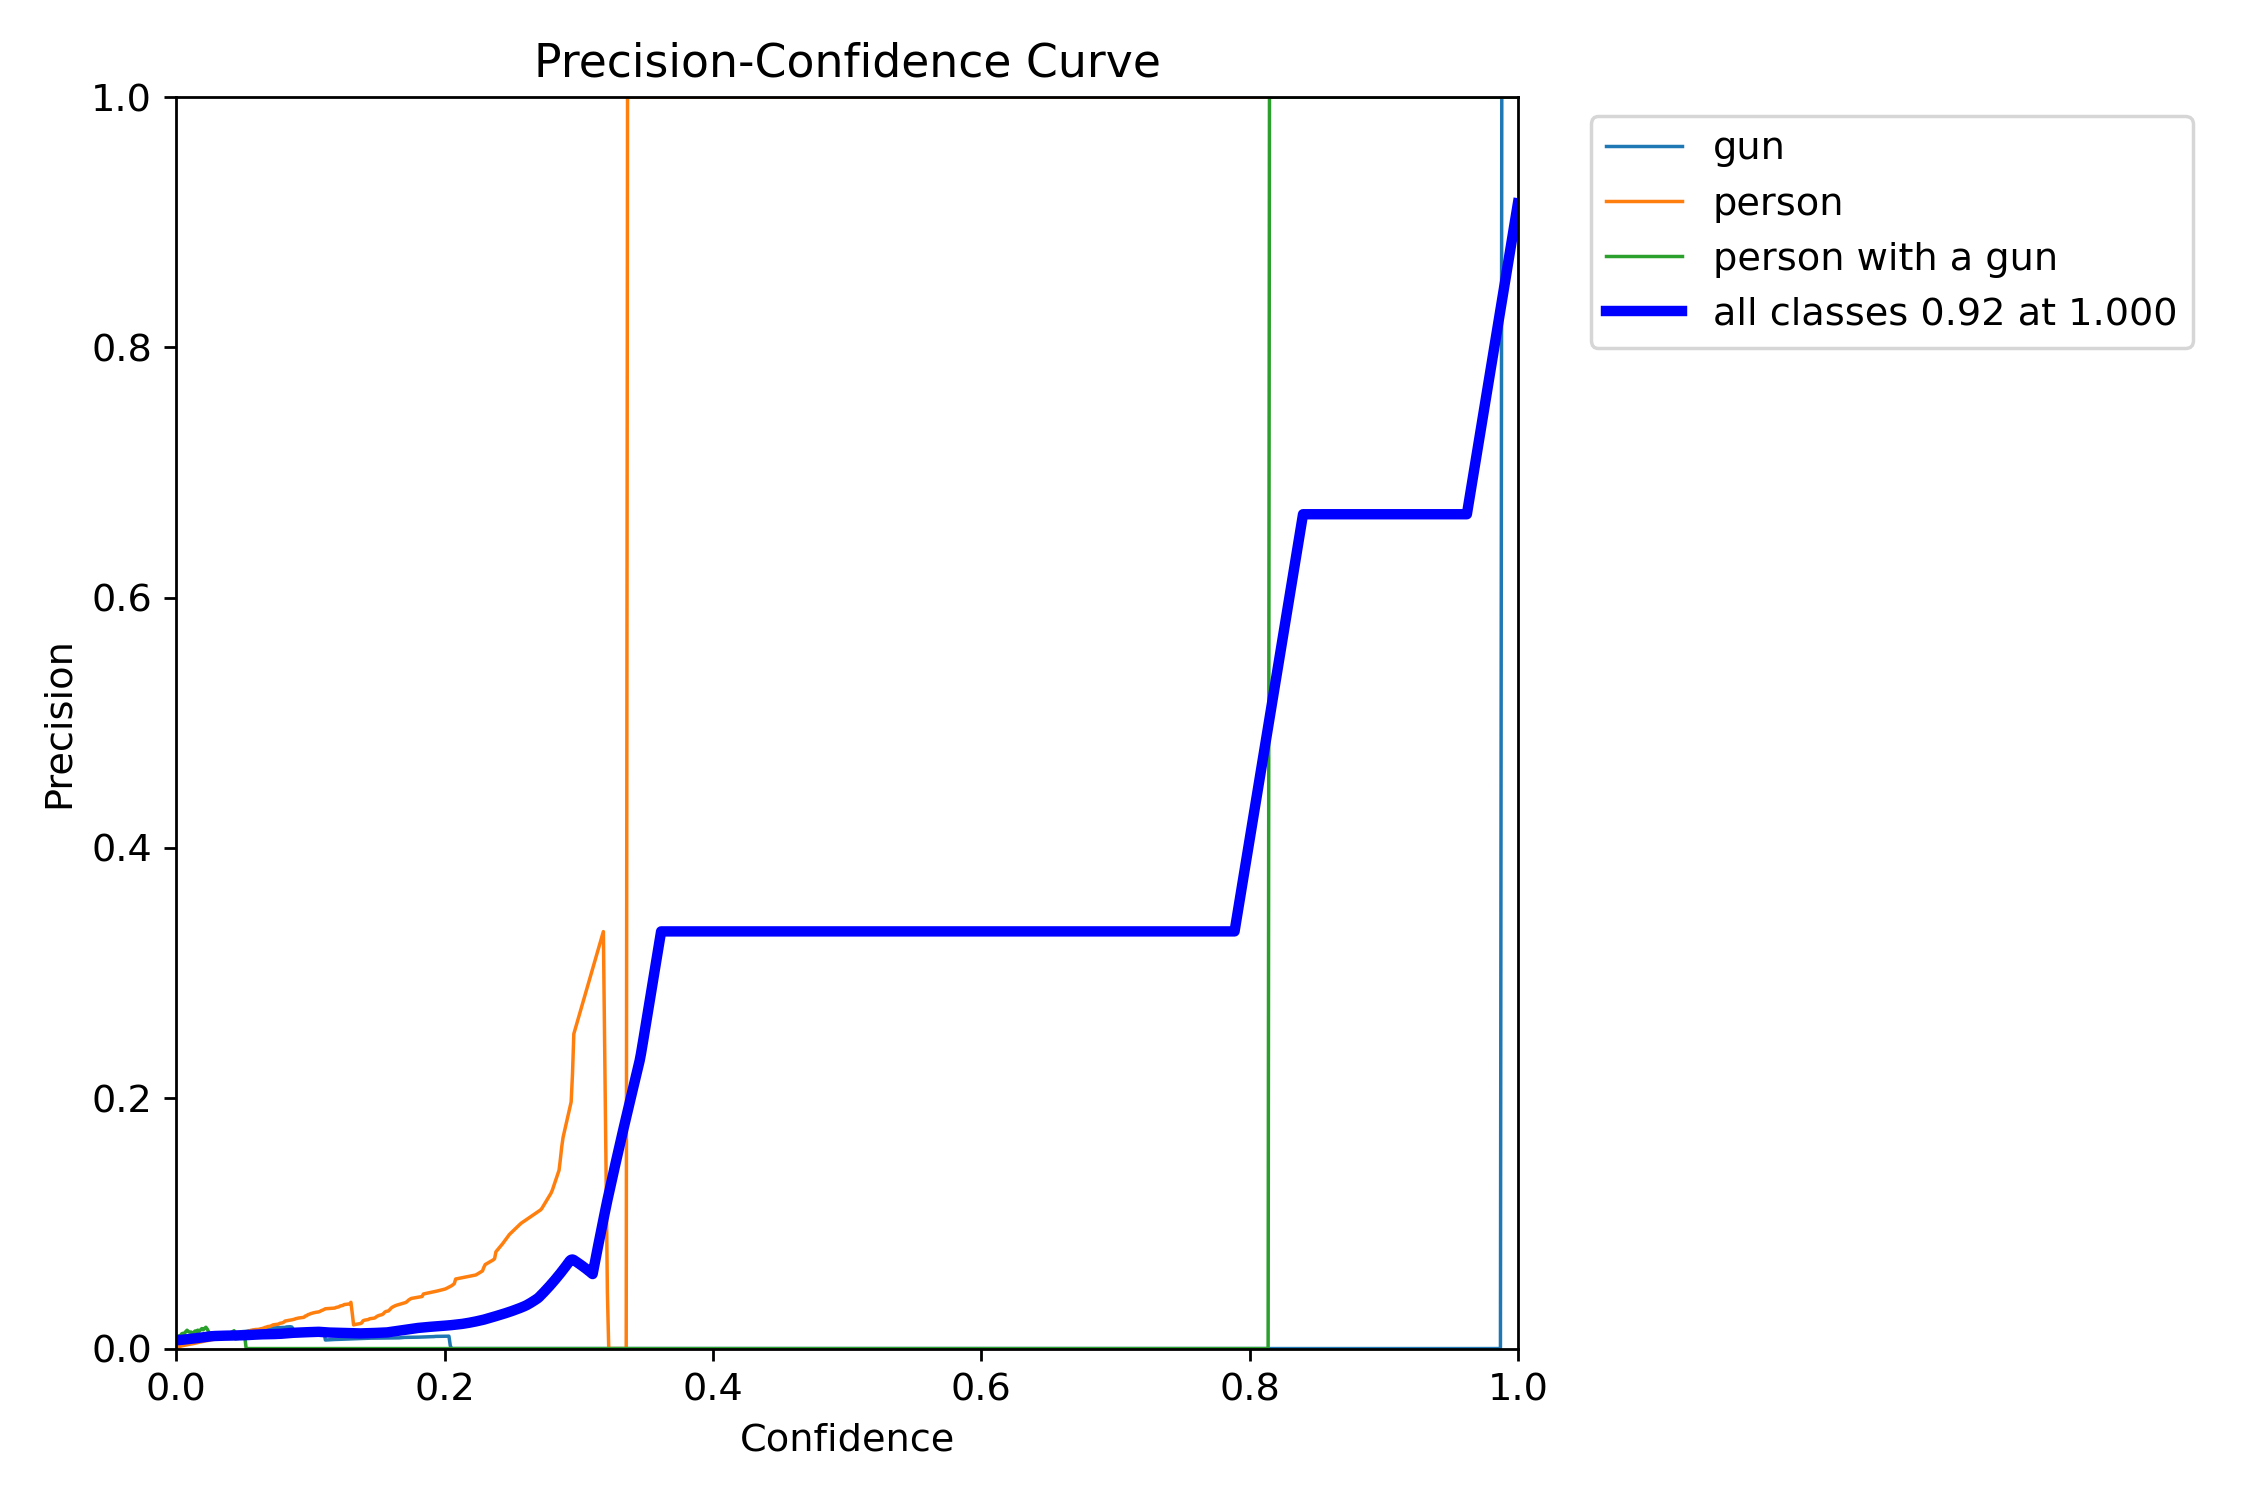 Precision-Confidence Curve
1.0
0.8
0.6
0.4
0.2
0.0
Precision
0.0 0.2 0.4 0.6 0.8 1.0
Confidence
gun
person
person with a gun
all classes 0.92 at 1.000